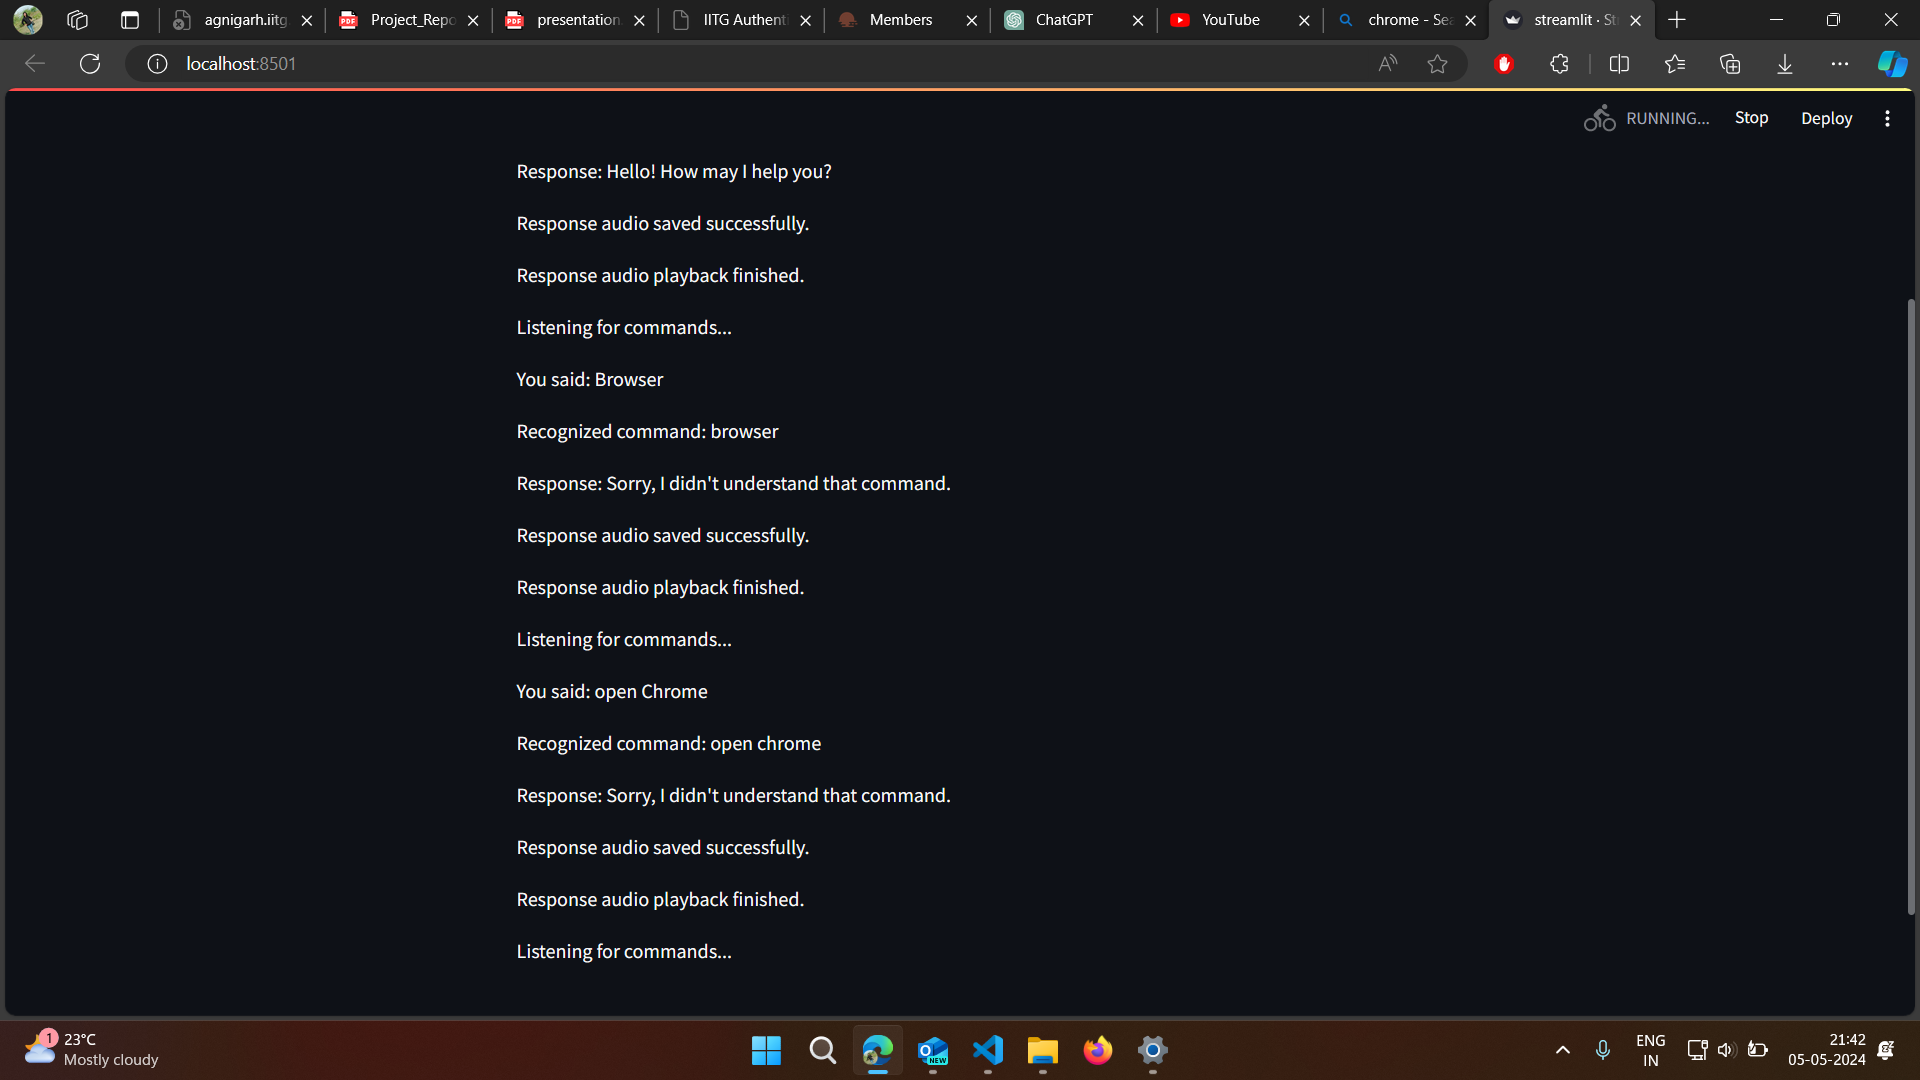 agnigarh.iitg
Project_Repo
presentation.
IITG Authenti
Members
ChatGPT
YouTube
chrome - Sea
streamlit · St
localhost:8501
RUNNING...
Stop
Deploy
Response: Hello! How may I help you?
Response audio saved successfully.
Response audio playback finished.
Listening for commands...
You said: Browser
Recognized command: browser
Response: Sorry, I didn't understand that command.
Response audio saved successfully.
Response audio playback finished.
Listening for commands...
You said: open Chrome
Recognized command: open chrome
Response: Sorry, I didn't understand that command.
Response audio saved successfully.
Response audio playback finished.
Listening for commands...
1
23°C
Mostly cloudy
NEW
ENG
IN
21:42
05-05-2024